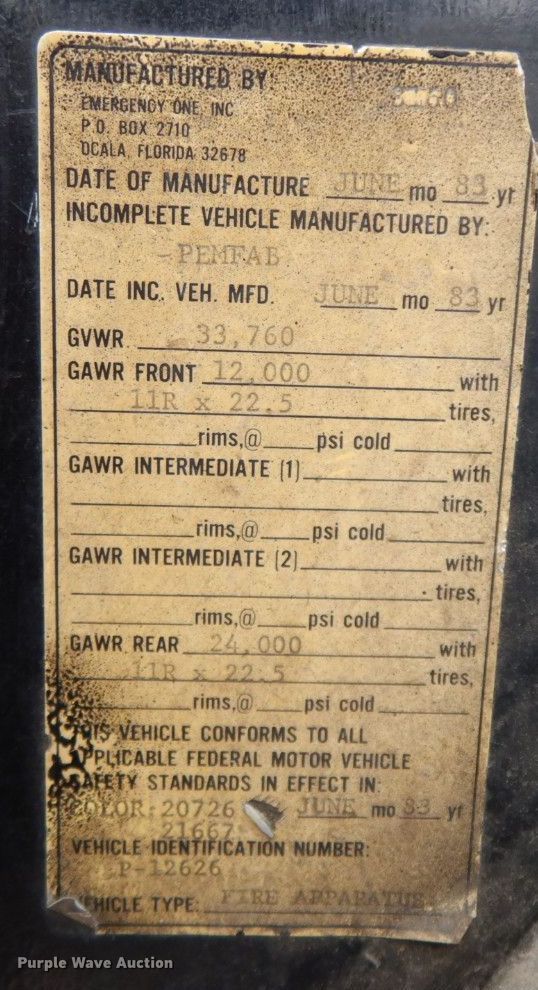 MANUFACTURED BY:
EMERGENCY ONE, INC
P.O. BOX 2710
OCALA, FLORIDA 32678
DATE OF MANUFACTURE JUNE mo 83 yr
INCOMPLETE VEHICLE MANUFACTURED BY:
-PEMFAB
DATE INC. VEH. MFD. JUNE mo 83 yr
GVWR 33,760
GAWR FRONT 12,000 with
11R x 22.5 tires,
rims,@ psi cold
GAWR INTERMEDIATE (1) with
tires,
rims,@ psi cold
GAWR INTERMEDIATE (2) with
tires,
rims,@ psi cold
GAWR REAR 24,000 with
11R x 22.5 tires,
rims,@ psi cold
THIS VEHICLE CONFORMS TO ALL
APPLICABLE FEDERAL MOTOR VEHICLE
SAFETY STANDARDS IN EFFECT IN:
COLOR: 20726 JUNE mo 83 yr
21667
VEHICLE IDENTIFICATION NUMBER:
P-12626
VEHICLE TYPE: FIRE APPARATUS
Purple Wave Auction